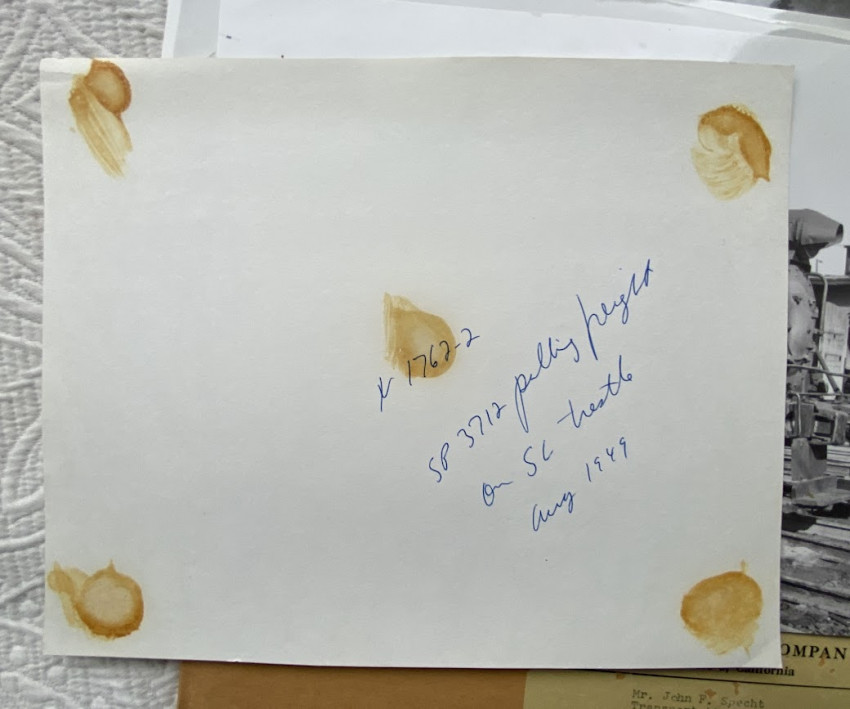 N 1762-2
SP 3712 pulling freight
on SC trestle
Aug 1949
OMPAN
California
Mr. John F. Specht